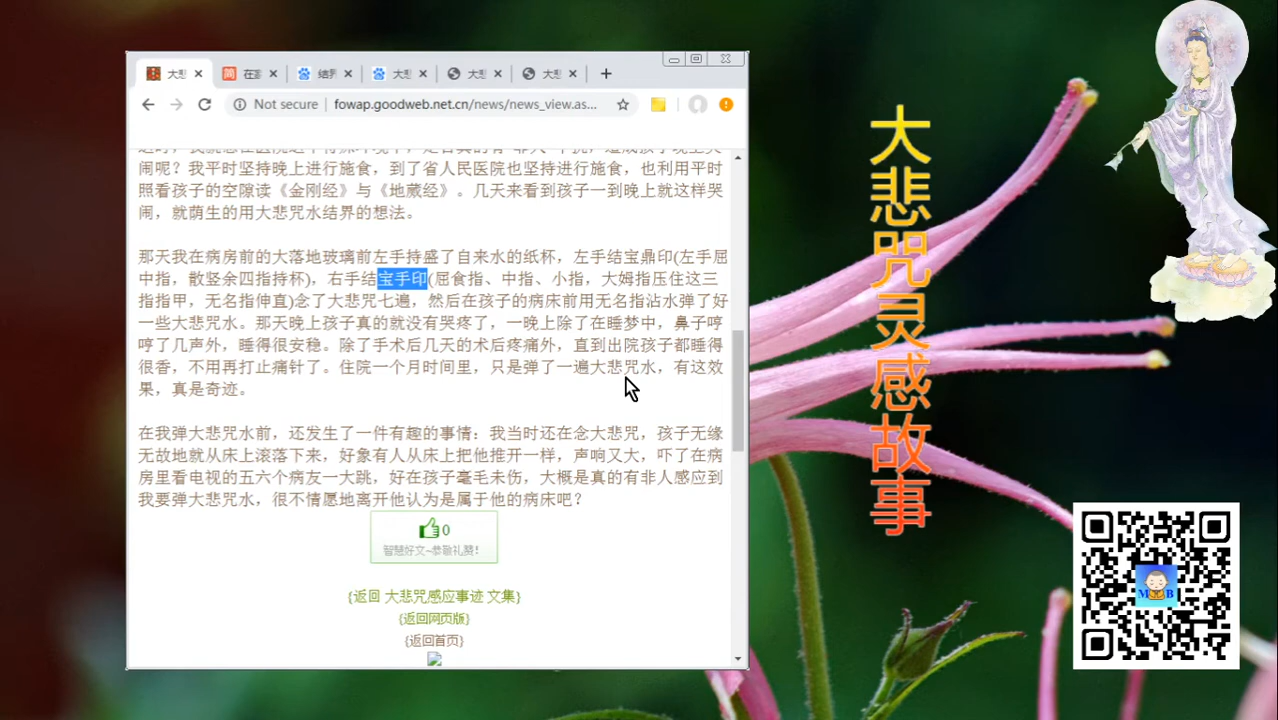 大悲
在家
结界
大悲
大悲
大悲
Not secure
fowap.goodweb.net.cn/news/news_view.as...
闹呢？我平时坚持晚上进行施食，到了省人民医院也坚持进行施食，也利用平时
照看孩子的空隙读《金刚经》与《地藏经》。几天来看到孩子一到晚上就这样哭
闹，就萌生的用大悲咒水结界的想法。
那天我在病房前的大落地玻璃前左手持盛了自来水的纸杯，左手结宝鼎印(左手屈
中指，散竖余四指持杯)，右手结宝手印(屈食指、中指、小指，大姆指压住这三
指指甲，无名指伸直)念了大悲咒七遍，然后在孩子的病床前用无名指沾水弹了好
一些大悲咒水。那天晚上孩子真的就没有哭疼了，一晚上除了在睡梦中，鼻子哼
哼了几声外，睡得很安稳。除了手术后几天的术后疼痛外，直到出院孩子都睡得
很香，不用再打止痛针了。住院一个月时间里，只是弹了一遍大悲咒水，有这效
果，真是奇迹。
在我弹大悲咒水前，还发生了一件有趣的事情：我当时还在念大悲咒，孩子无缘
无故地就从床上滚落下来，好象有人从床上把他推开一样，声响又大，吓了在病
房里看电视的五六个病友一大跳，好在孩子毫毛未伤，大概是真的有非人感应到
我要弹大悲咒水，很不情愿地离开他认为是属于他的病床吧？
0
智慧好文~恭敬礼赞！
{返回 大悲咒感应事迹 文集}
{返回网页版}
{返回首页}
大悲咒灵感故事
M B